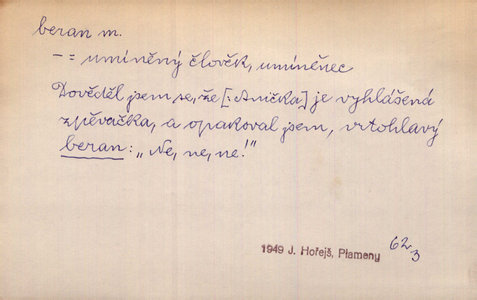 beran m.
- = umíněný člověk, umíněnec
Dověděl jsem se, že [: Anička] je vyhlášená
zpěvačka, a opakoval jsem, vrtohlavý
beran: „Ne, ne, ne!"
1949 J. Hořejš, Plameny 62
3